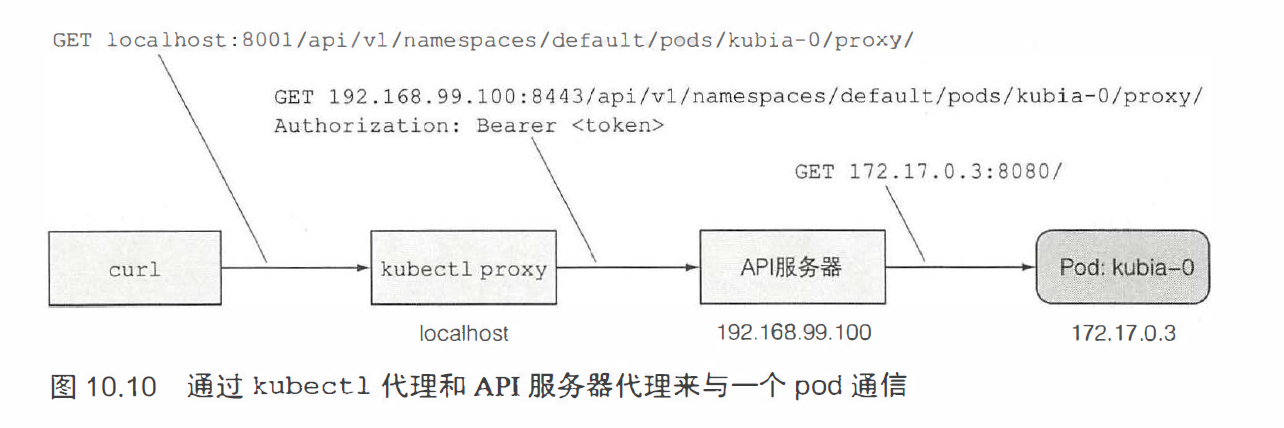 GET localhost:8001/api/v1/namespaces/default/pods/kubia-0/proxy/
GET 192.168.99.100:8443/api/v1/namespaces/default/pods/kubia-0/proxy/
Authorization: Bearer <token>
GET 172.17.0.3:8080/
curl
kubectl proxy
API服务器
Pod: kubia-0
localhost
192.168.99.100
172.17.0.3
图 10.10 通过 kubectl 代理和 API 服务器代理来与一个 pod 通信